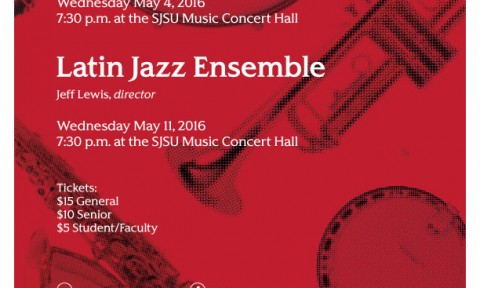 Wednesday May 4, 2016
7:30 p.m. at the SJSU Music Concert Hall
Latin Jazz Ensemble
Jeff Lewis, director
Wednesday May 11, 2016
7:30 p.m. at the SJSU Music Concert Hall
Tickets:
$15 General
$10 Senior
$5 Student/Faculty